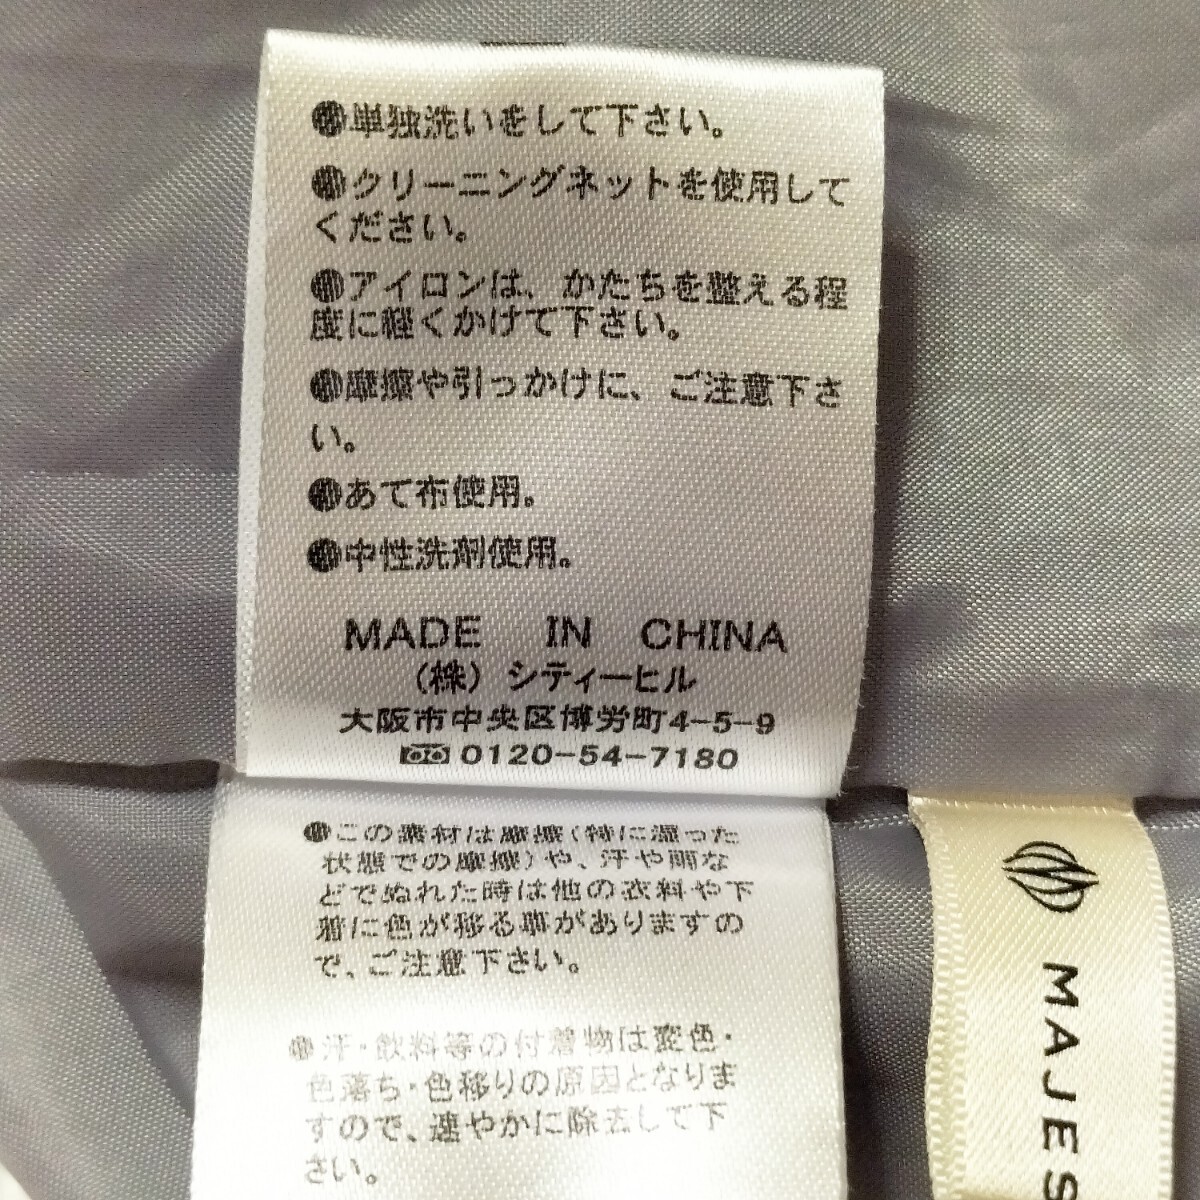 ●単独洗いをして下さい。
●クリーニングネットを使用して
ください。
●アイロンは、かたちを整える程
度に軽くかけて下さい。
●摩擦や引っかけに、ご注意下さ
い。
●あて布使用。
●中性洗剤使用。
MADE IN CHINA
（株）シティーヒル
大阪市中央区博労町4-5-9
0120-54-7180
●この素材は摩擦(特に湿った
状態での摩擦)や、汗や雨な
どでぬれた時は他の衣料や下
着に色が移る事がありますの
で、ご注意下さい。
●汗・飲料等の付着物は変色・
色落ち・色移りの原因となりま
すので、速やかに除去して下
さい。
MAJES